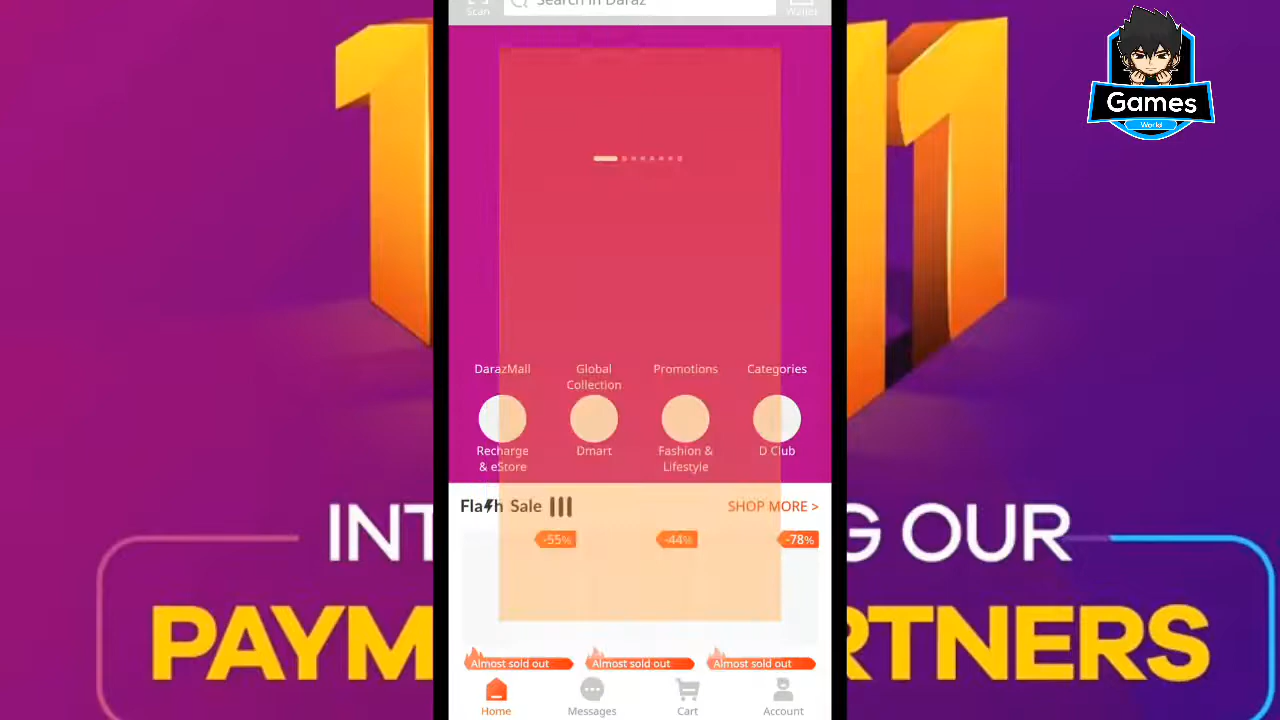 Scan
Search in Daraz
Wallet
Games
World
11
DarazMall
Global
Collection
Promotions
Categories
Recharge
& eStore
Dmart
Fashion &
Lifestyle
D Club
Flash Sale
SHOP MORE >
-55%
-44%
-78%
INT
G OUR
PAYM
RTNERS
Almost sold out
Almost sold out
Almost sold out
Home
Messages
Cart
Account